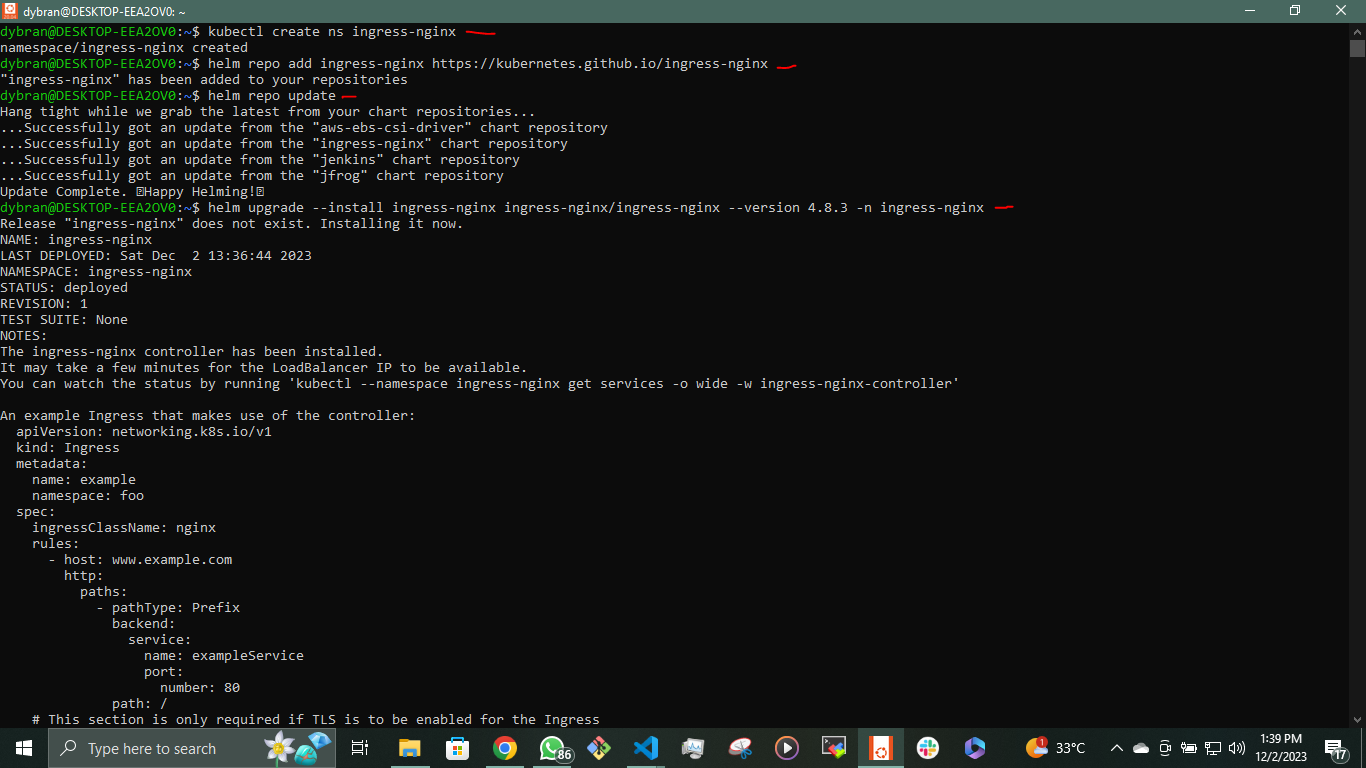 dybran@DESKTOP-EEA2OV0: ~
dybran@DESKTOP-EEA2OV0:~$ kubectl create ns ingress-nginx
namespace/ingress-nginx created
dybran@DESKTOP-EEA2OV0:~$ helm repo add ingress-nginx https://kubernetes.github.io/ingress-nginx
"ingress-nginx" has been added to your repositories
dybran@DESKTOP-EEA2OV0:~$ helm repo update
Hang tight while we grab the latest from your chart repositories...
...Successfully got an update from the "aws-ebs-csi-driver" chart repository
...Successfully got an update from the "ingress-nginx" chart repository
...Successfully got an update from the "jenkins" chart repository
...Successfully got an update from the "jfrog" chart repository
Update Complete. ⍰Happy Helming!⍰
dybran@DESKTOP-EEA2OV0:~$ helm upgrade --install ingress-nginx ingress-nginx/ingress-nginx --version 4.8.3 -n ingress-nginx
Release "ingress-nginx" does not exist. Installing it now.
NAME: ingress-nginx
LAST DEPLOYED: Sat Dec  2 13:36:44 2023
NAMESPACE: ingress-nginx
STATUS: deployed
REVISION: 1
TEST SUITE: None
NOTES:
The ingress-nginx controller has been installed.
It may take a few minutes for the LoadBalancer IP to be available.
You can watch the status by running 'kubectl --namespace ingress-nginx get services -o wide -w ingress-nginx-controller'
An example Ingress that makes use of the controller:
  apiVersion: networking.k8s.io/v1
  kind: Ingress
  metadata:
    name: example
    namespace: foo
  spec:
    ingressClassName: nginx
    rules:
      - host: www.example.com
        http:
          paths:
            - pathType: Prefix
              backend:
                service:
                  name: exampleService
                  port:
                    number: 80
              path: /
    # This section is only required if TLS is to be enabled for the Ingress
Type here to search
86
1
33°C
1:39 PM
12/2/2023
17